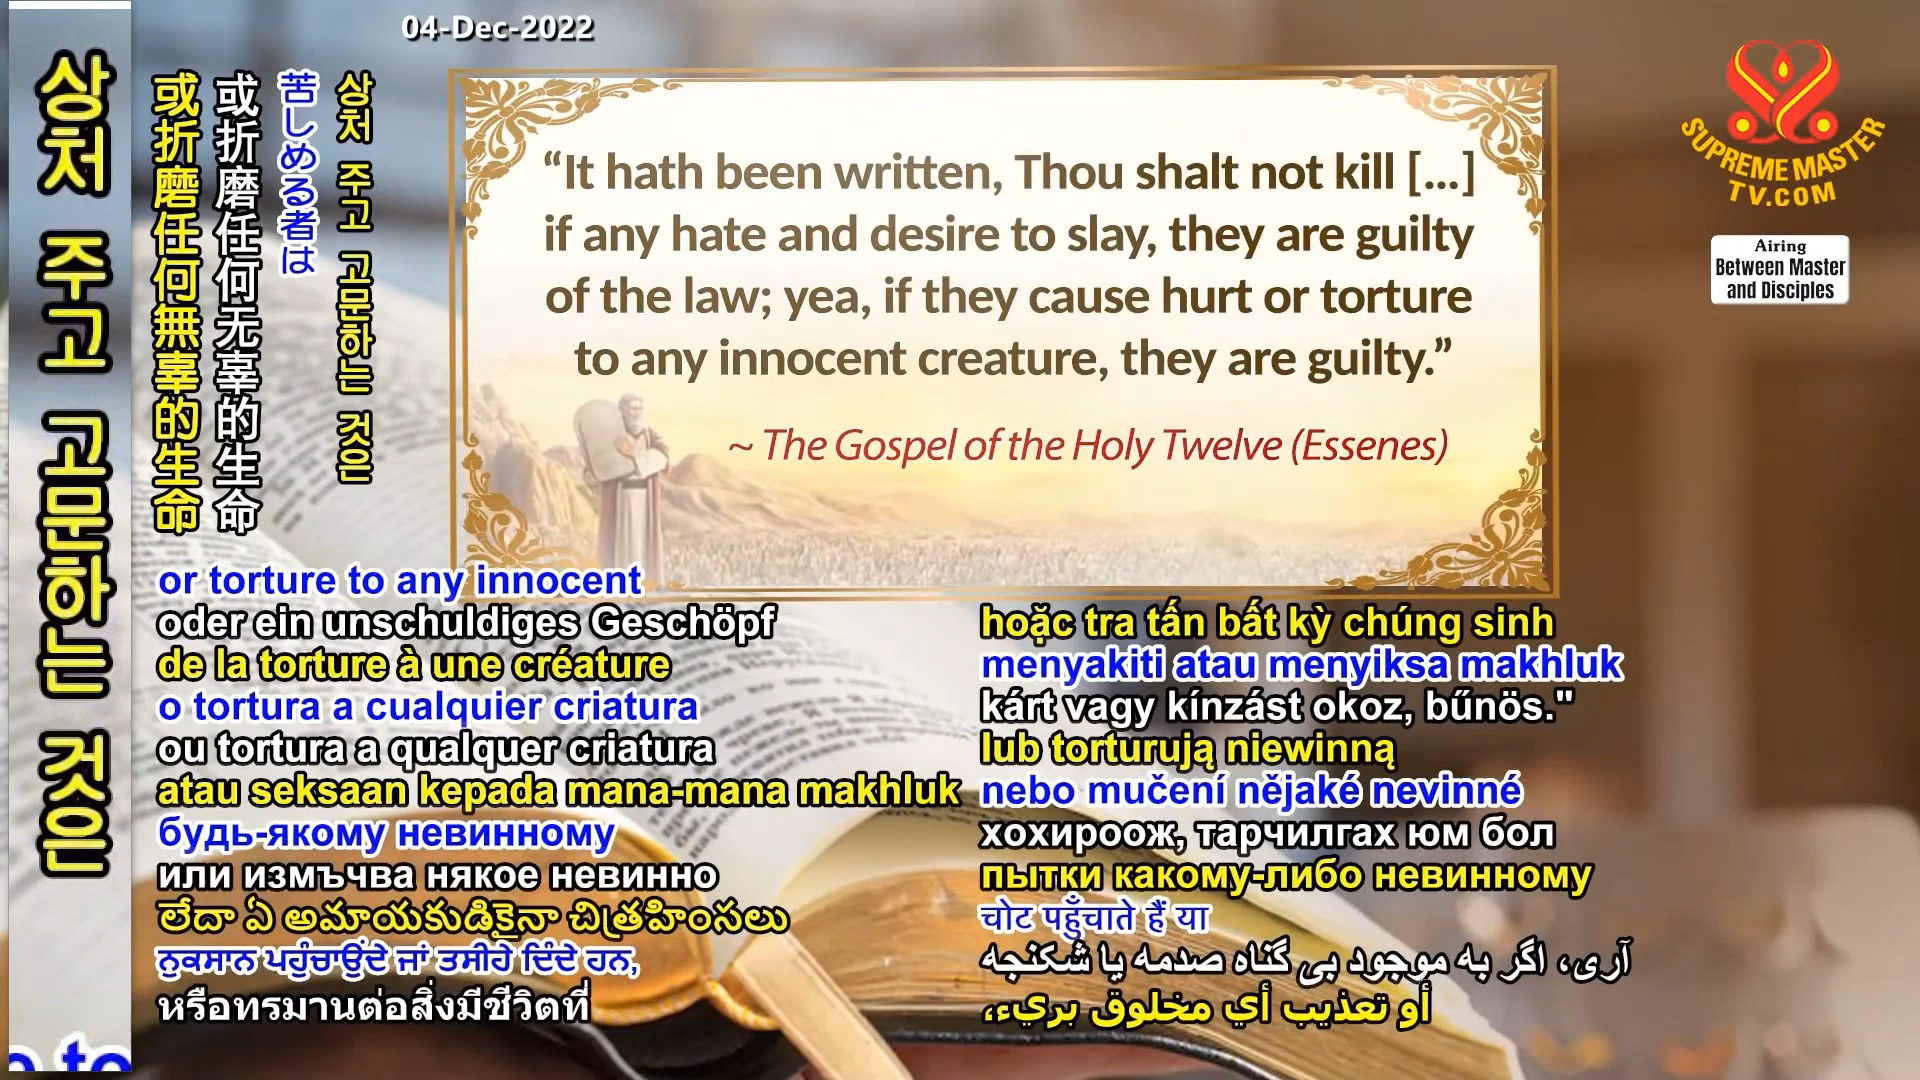 04-Dec-2022
상처 주고 고문하는 것은
或折磨任何無辜的生命
或折磨任何无辜的生命
苦しめる者は
상처 주고 고문하는 것은
“It hath been written, Thou shalt not kill [...]
if any hate and desire to slay, they are guilty
of the law; yea, if they cause hurt or torture
to any innocent creature, they are guilty.”
~ The Gospel of the Holy Twelve (Essenes)
SUPREME MASTER
TV.COM
Airing
Between Master
and Disciples
or torture to any innocent
oder ein unschuldiges Geschöpf
de la torture à une créature
o tortura a cualquier criatura
ou tortura a qualquer criatura
atau seksaan kepada mana-mana makhluk
будь-якому невинному
или измъчва някое невинно
లేదా ఏ అమాయకుడికైనా చిత్రహింసలు
ਨੁਕਸਾਨ ਪਹੁੰਚਾਉਂਦੇ ਜਾਂ ਤਸੀਹੇ ਦਿੰਦੇ ਹਨ,
หรือทรมานต่อสิ่งมีชีวิตที่
hoặc tra tấn bất kỳ chúng sinh
menyakiti atau menyiksa makhluk
kárt vagy kínzást okoz, bűnös."
lub torturują niewinną
nebo mučení nějaké nevinné
хохироож, тарчилгах юм бол
пытки какому-либо невинному
चोट पहुँचाते हैं या
آری، اگر به موجود بی گناه صدمه یا شکنجه
أو تعذيب أي مخلوق بريء،